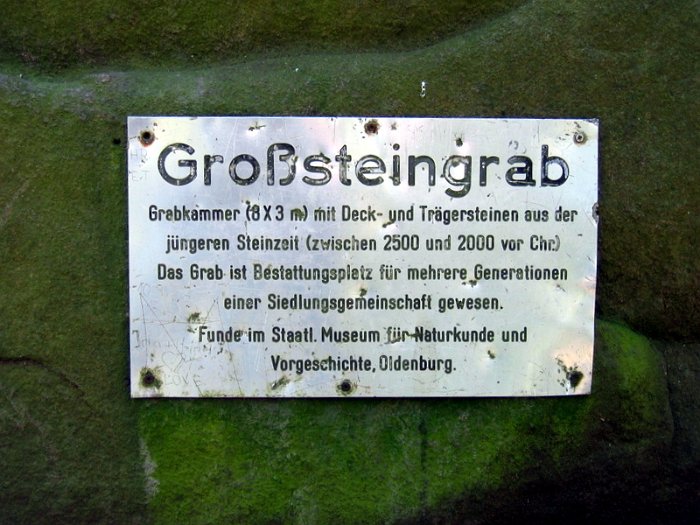 Großsteingrab
Grabkammer (8 X 3 m) mit Deck- und Trägersteinen aus der
jüngeren Steinzeit (zwischen 2500 und 2000 vor Chr.)
Das Grab ist Bestattungsplatz für mehrere Generationen
einer Siedlungsgemeinschaft gewesen.
Funde im Staatl. Museum für Naturkunde und
Vorgeschichte, Oldenburg.